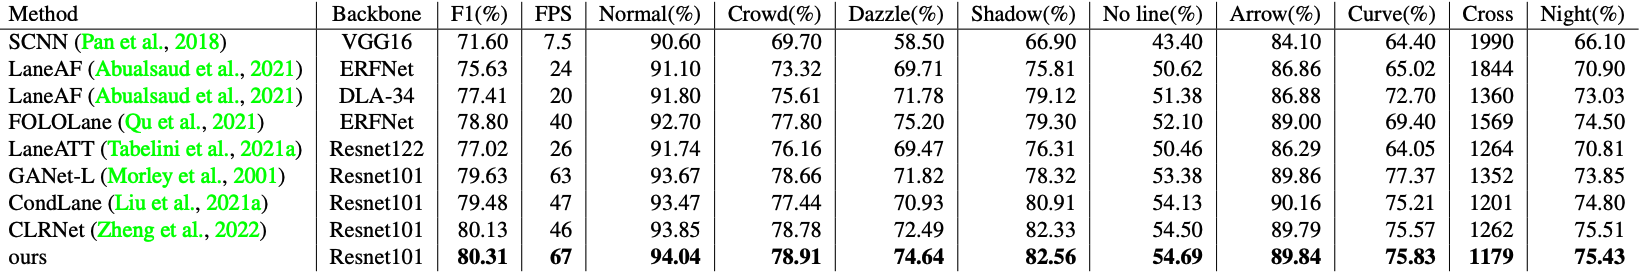 Method Backbone F1(%) FPS Normal(%) Crowd(%) Dazzle(%) Shadow(%) No line(%) Arrow(%) Curve(%) Cross Night(%)
SCNN (Pan et al., 2018) VGG16 71.60 7.5 90.60 69.70 58.50 66.90 43.40 84.10 64.40 1990 66.10
LaneAF (Abualsaud et al., 2021) ERFNet 75.63 24 91.10 73.32 69.71 75.81 50.62 86.86 65.02 1844 70.90
LaneAF (Abualsaud et al., 2021) DLA-34 77.41 20 91.80 75.61 71.78 79.12 51.38 86.88 72.70 1360 73.03
FOLOLane (Qu et al., 2021) ERFNet 78.80 40 92.70 77.80 75.20 79.30 52.10 89.00 69.40 1569 74.50
LaneATT (Tabelini et al., 2021a) Resnet122 77.02 26 91.74 76.16 69.47 76.31 50.46 86.29 64.05 1264 70.81
GANet-L (Morley et al., 2001) Resnet101 79.63 63 93.67 78.66 71.82 78.32 53.38 89.86 77.37 1352 73.85
CondLane (Liu et al., 2021a) Resnet101 79.48 47 93.47 77.44 70.93 80.91 54.13 90.16 75.21 1201 74.80
CLRNet (Zheng et al., 2022) Resnet101 80.13 46 93.85 78.78 72.49 82.33 54.50 89.79 75.57 1262 75.51
ours Resnet101 80.31 67 94.04 78.91 74.64 82.56 54.69 89.84 75.83 1179 75.43